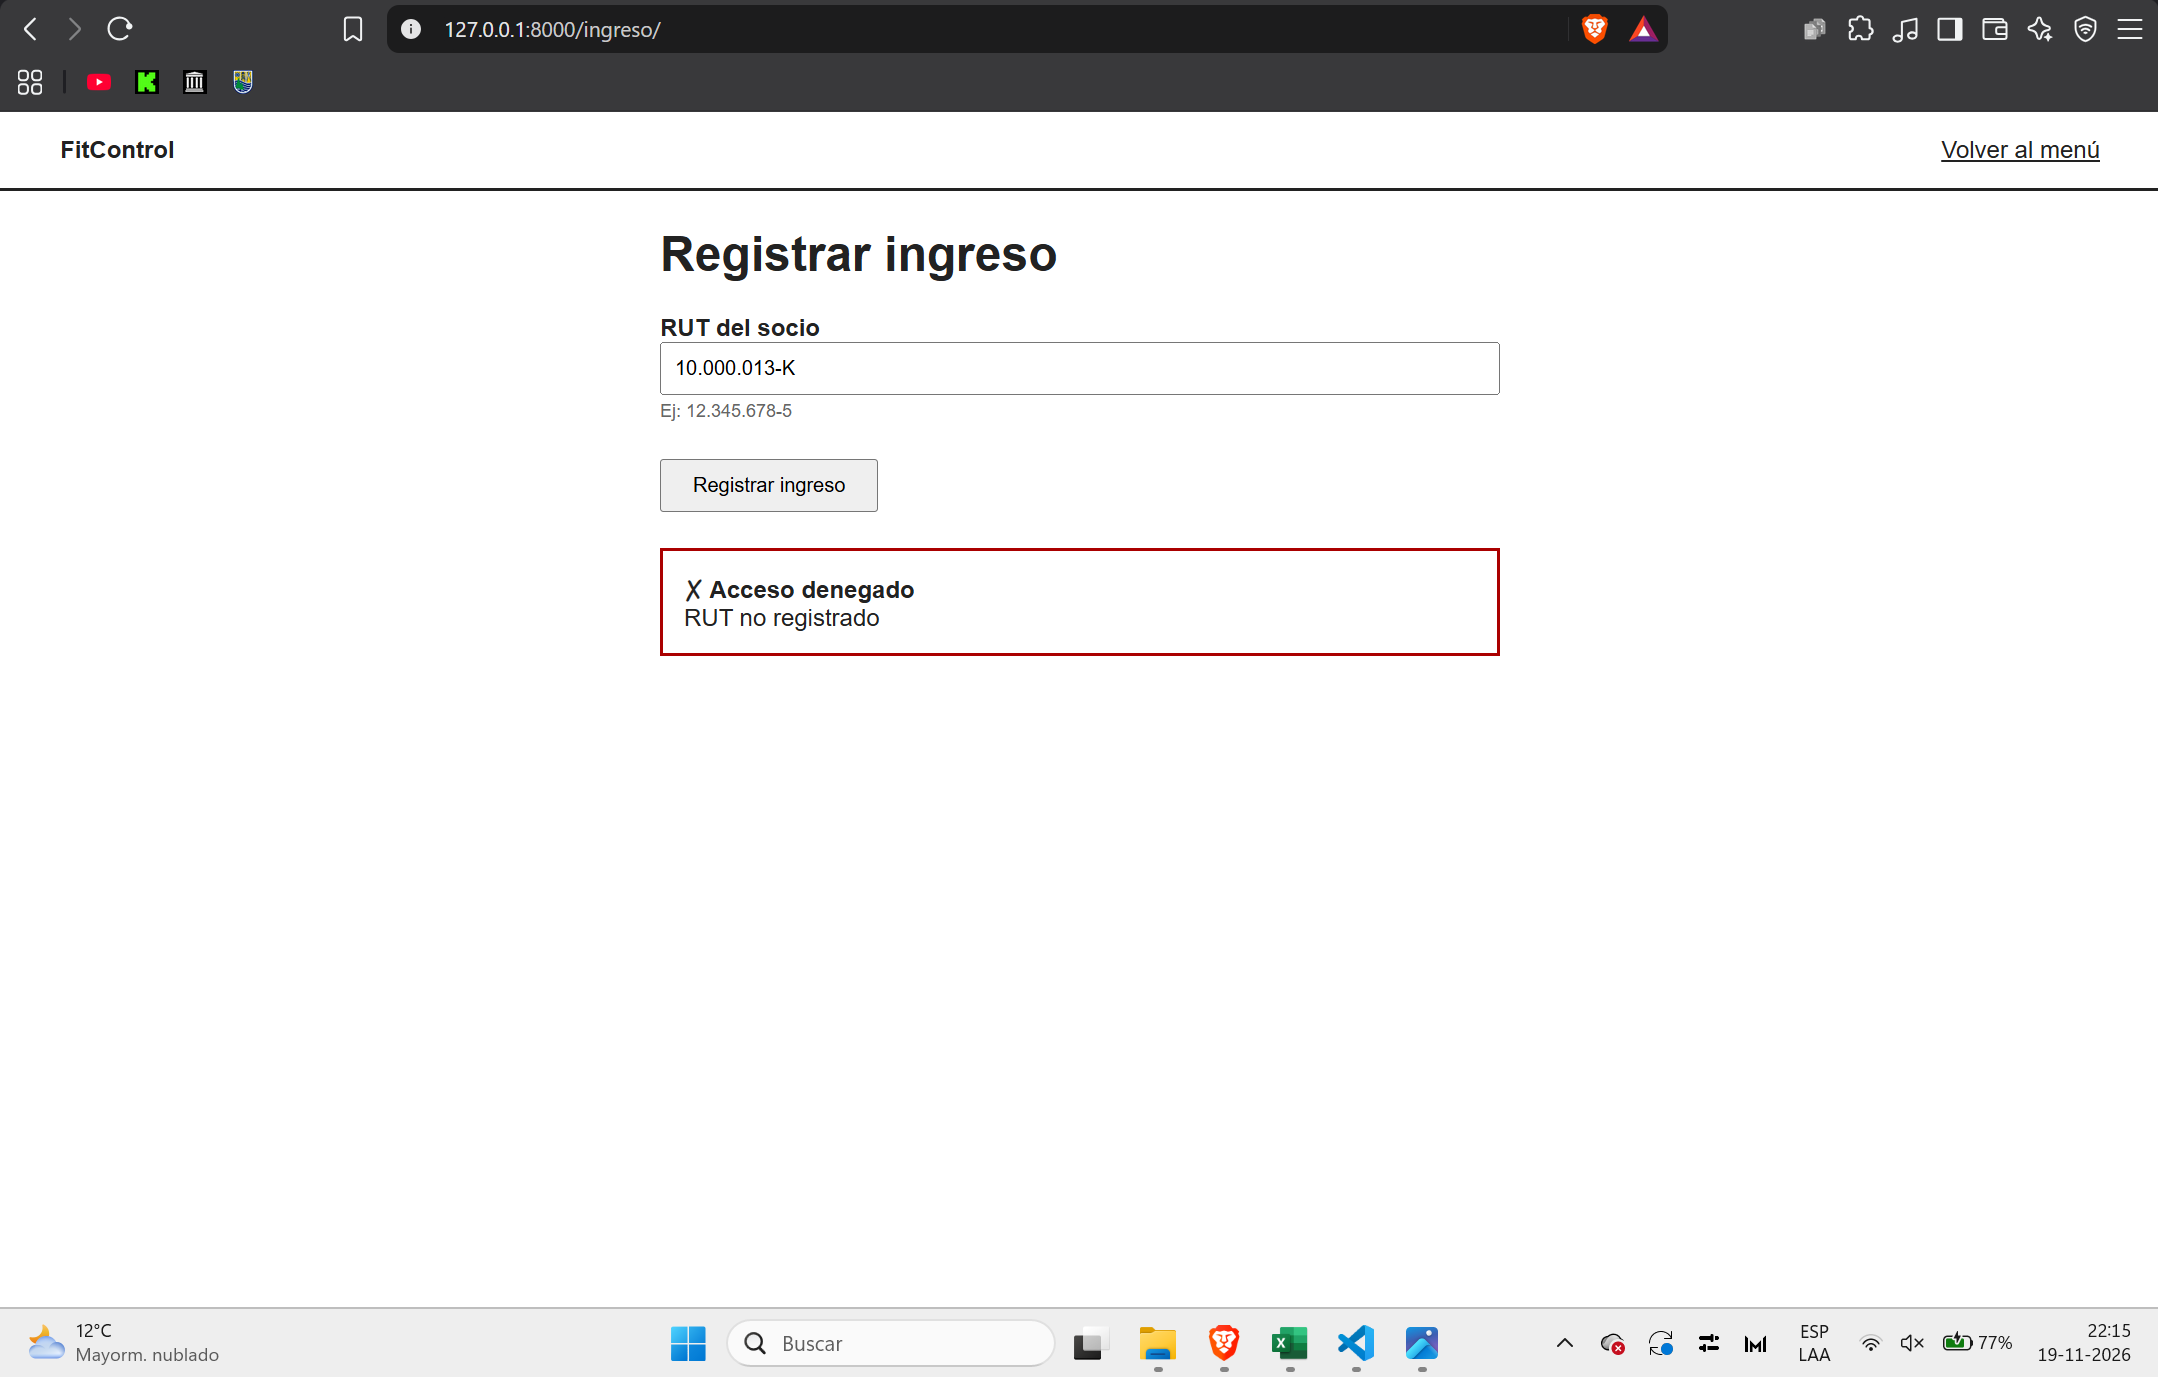 127.0.0.1:8000/ingreso/
FitControl
Volver al menú
Registrar ingreso
RUT del socio
10.000.013-K
Ej: 12.345.678-5
Registrar ingreso
✗ Acceso denegado
RUT no registrado
12°C
Mayorm. nublado
Buscar
ESP
LAA
77%
22:15
19-11-2026